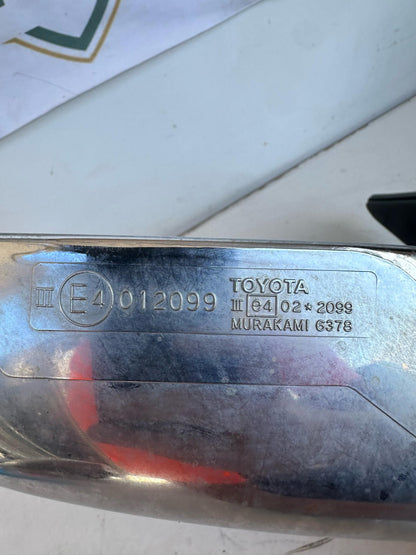 III E4 012099
TOYOTA
III e4 02*2099
MURAKAMI 6378